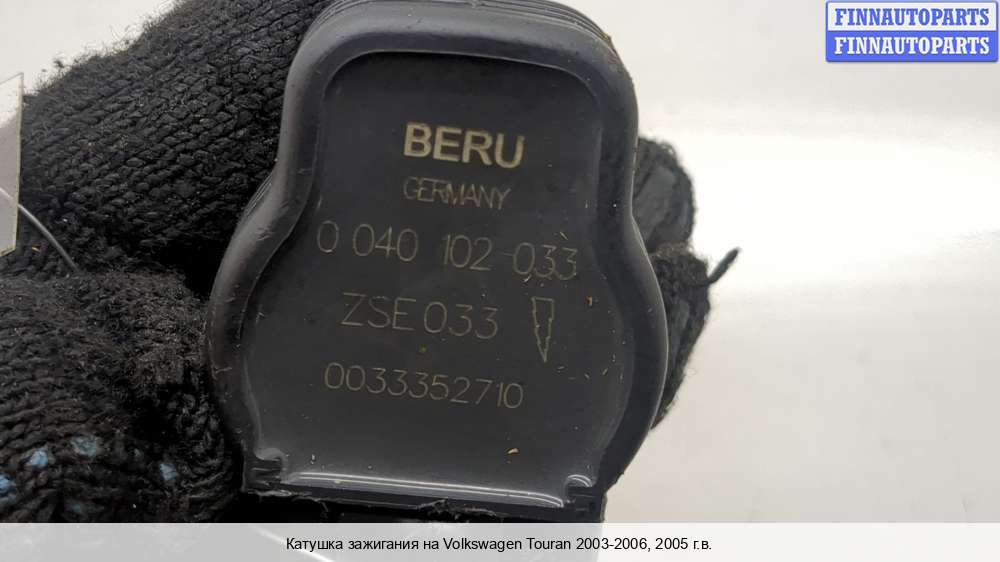 FINNAUTOPARTS
FINNAUTOPARTS
BERU
GERMANY
0 040 102 033
ZSE 033
0033352710
Катушка зажигания на Volkswagen Touran 2003-2006, 2005 г.в.